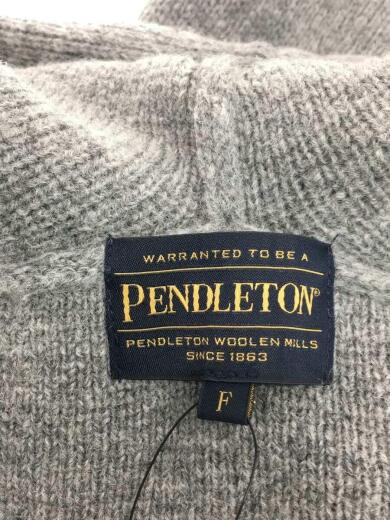 WARRANTED TO BE A
PENDLETON®
PENDLETON WOOLEN MILLS
SINCE 1863
F